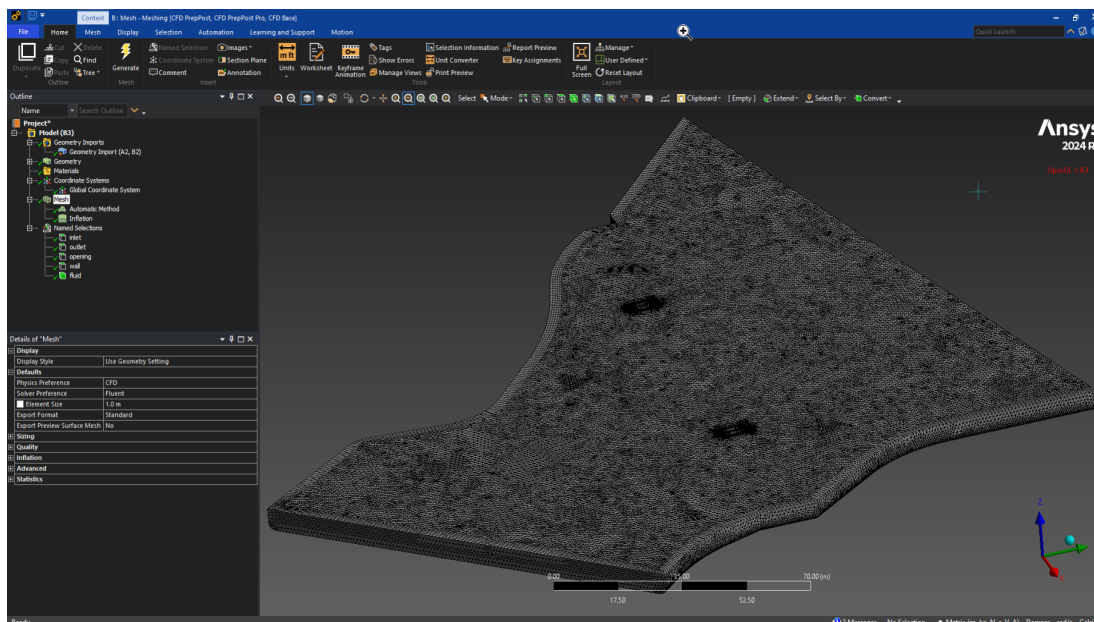 Context B : Mesh - Meshing [CFD PrepPost, CFD PrepPost Pro, CFD Base]
File Home Mesh Display Selection Automation Learning and Support Motion Quick Launch
Duplicate Cut Copy Paste Delete Find Tree Outline
Generate Mesh
Named Selection Coordinate System Comment Images Section Plane Annotation Insert
Units Worksheet Keyframe Animation Tags Show Errors Manage Views Selection Information Unit Converter Print Preview Report Preview Key Assignments Tools
Full Screen Manage User Defined Reset Layout Layout
Outline
Name Search Outline
Select Mode Clipboard [ Empty ] Extend Select By Convert
Project*
Model (B3)
Geometry Imports
Geometry Import (A2, B2)
Geometry
Materials
Coordinate Systems
Global Coordinate System
Mesh
Automatic Method
Inflation
Named Selections
inlet
outlet
opening
wall
fluid
Details of "Mesh"
Display
Display Style Use Geometry Setting
Defaults
Physics Preference CFD
Solver Preference Fluent
Element Size 1.0 m
Export Format Standard
Export Preview Surface Mesh No
Sizing
Quality
Inflation
Advanced
Statistics
Ansys
2024 R
Z
0.00 35.00 70.00 (m)
17.50 52.50